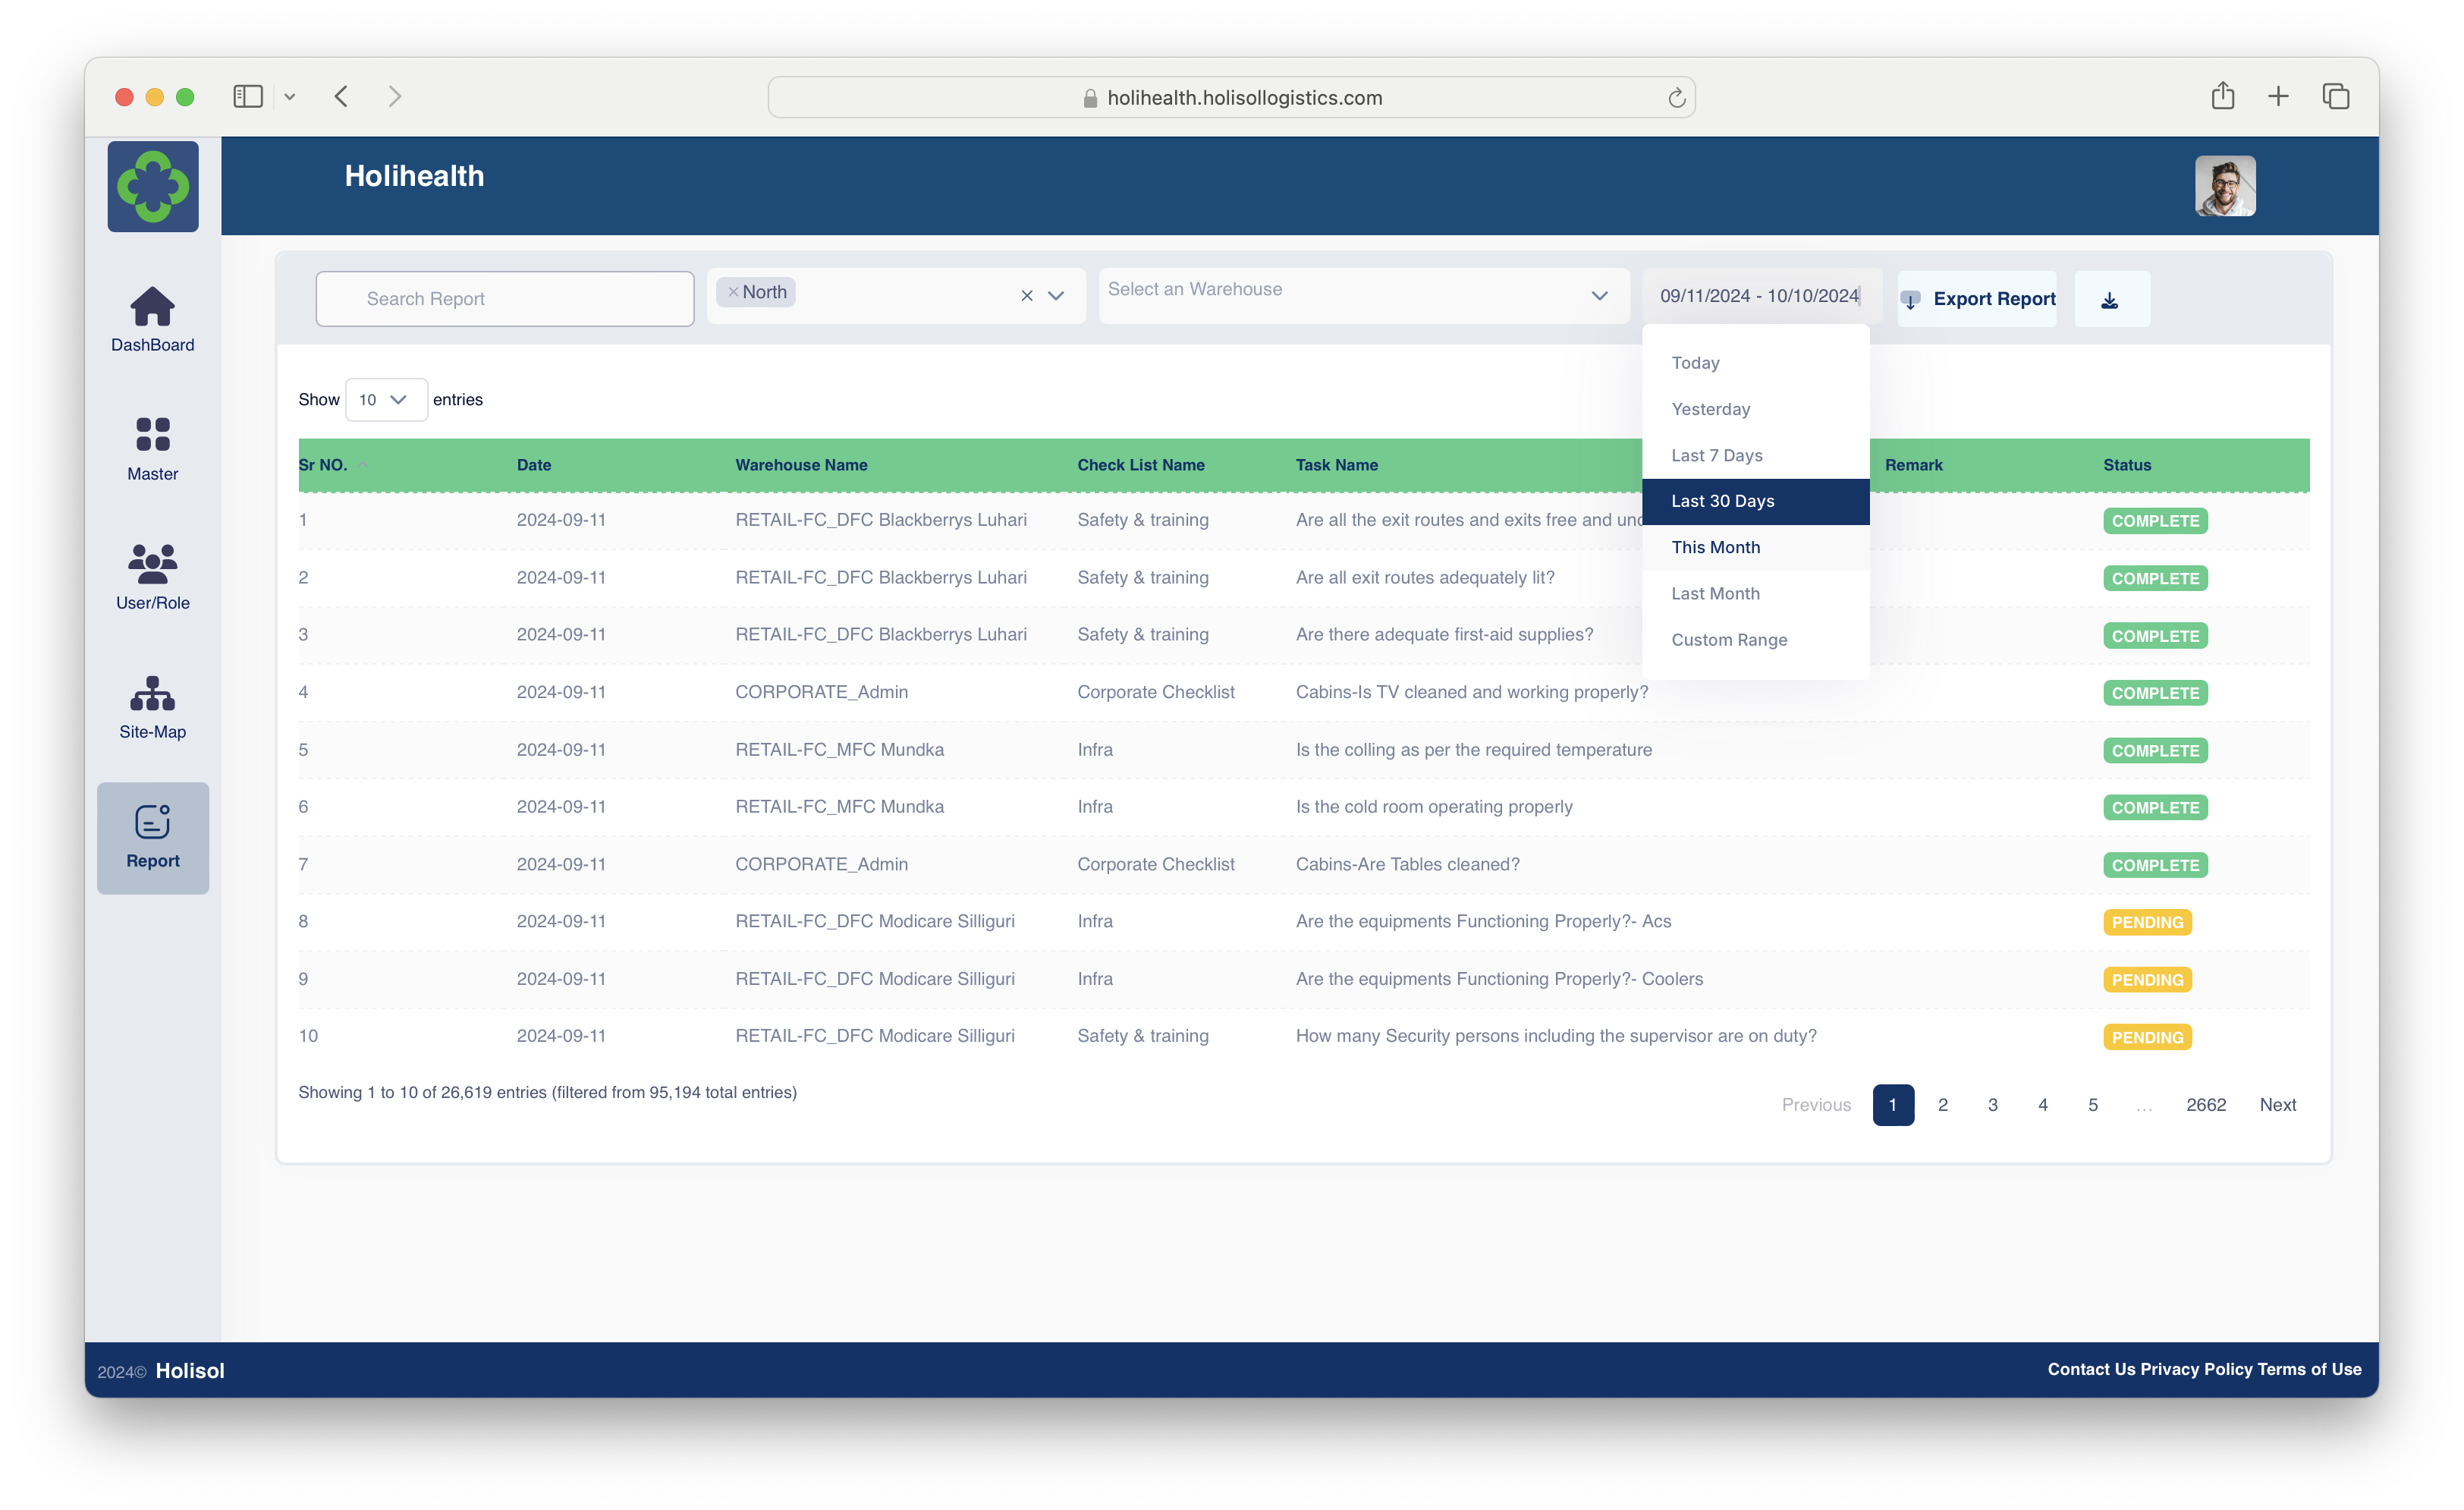 holihealth.holisollogistics.com
Holihealth
DashBoard
Master
User/Role
Site-Map
Report
Search Report
× North
Select an Warehouse
09/11/2024 - 10/10/2024
Export Report
Today
Yesterday
Last 7 Days
Last 30 Days
This Month
Last Month
Custom Range
Show 10 entries
Sr NO. Date Warehouse Name Check List Name Task Name Remark Status
1 2024-09-11 RETAIL-FC_DFC Blackberrys Luhari Safety & training Are all the exit routes and exits free and COMPLETE
2 2024-09-11 RETAIL-FC_DFC Blackberrys Luhari Safety & training Are all exit routes adequately lit? COMPLETE
3 2024-09-11 RETAIL-FC_DFC Blackberrys Luhari Safety & training Are there adequate first-aid supplies? COMPLETE
4 2024-09-11 CORPORATE_Admin Corporate Checklist Cabins-Is TV cleaned and working properly? COMPLETE
5 2024-09-11 RETAIL-FC_MFC Mundka Infra Is the colling as per the required temperature COMPLETE
6 2024-09-11 RETAIL-FC_MFC Mundka Infra Is the cold room operating properly COMPLETE
7 2024-09-11 CORPORATE_Admin Corporate Checklist Cabins-Are Tables cleaned? COMPLETE
8 2024-09-11 RETAIL-FC_DFC Modicare Silliguri Infra Are the equipments Functioning Properly?- Acs PENDING
9 2024-09-11 RETAIL-FC_DFC Modicare Silliguri Infra Are the equipments Functioning Properly?- Coolers PENDING
10 2024-09-11 RETAIL-FC_DFC Modicare Silliguri Safety & training How many Security persons including the supervisor are on duty? PENDING
Showing 1 to 10 of 26,619 entries (filtered from 95,194 total entries)
Previous 1 2 3 4 5 ... 2662 Next
2024© Holisol
Contact Us Privacy Policy Terms of Use